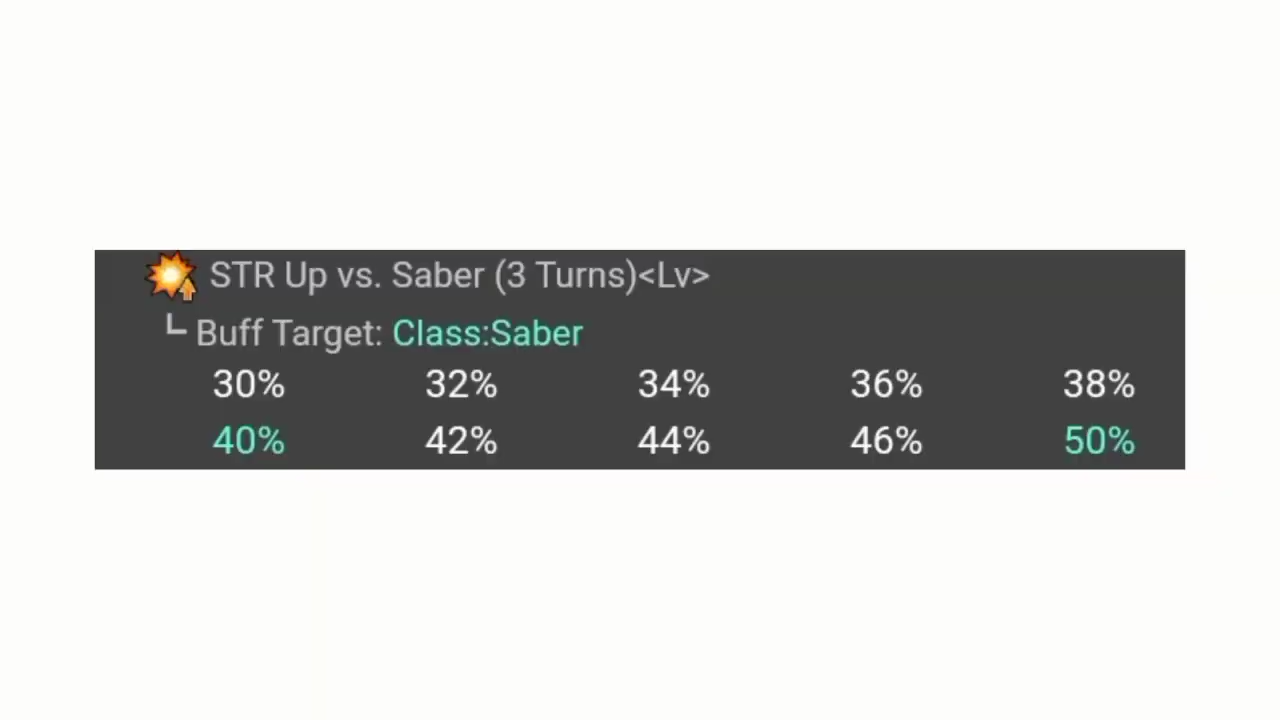 STR Up vs. Saber (3 Turns)<Lv>
Buff Target: Class:Saber
30% 32% 34% 36% 38%
40% 42% 44% 46% 50%